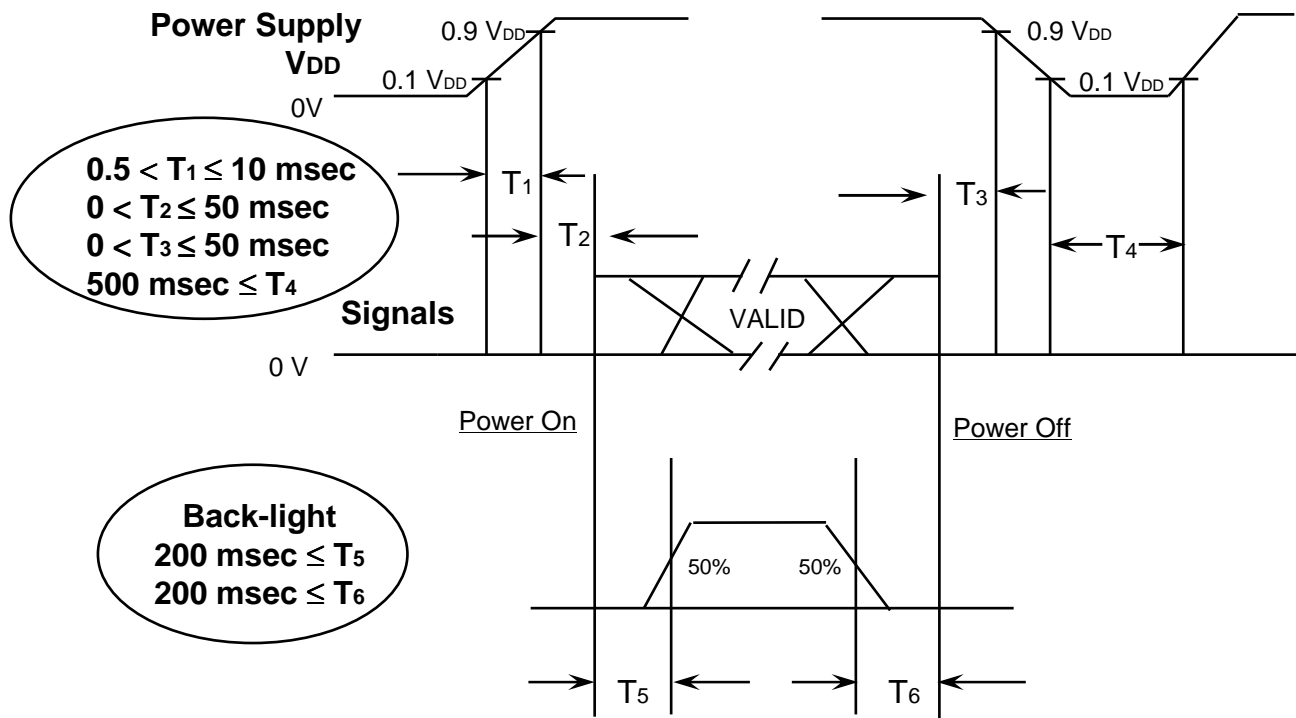 Power Supply
VDD
0.9 VDD
0.1 VDD
0V
0.9 VDD
0.1 VDD
0.5 < T1 ≤ 10 msec
0 < T2 ≤ 50 msec
0 < T3 ≤ 50 msec
500 msec ≤ T4
T1
T2
T3
T4
Signals
VALID
0 V
Power On
Power Off
Back-light
200 msec ≤ T5
200 msec ≤ T6
50%
50%
T5
T6